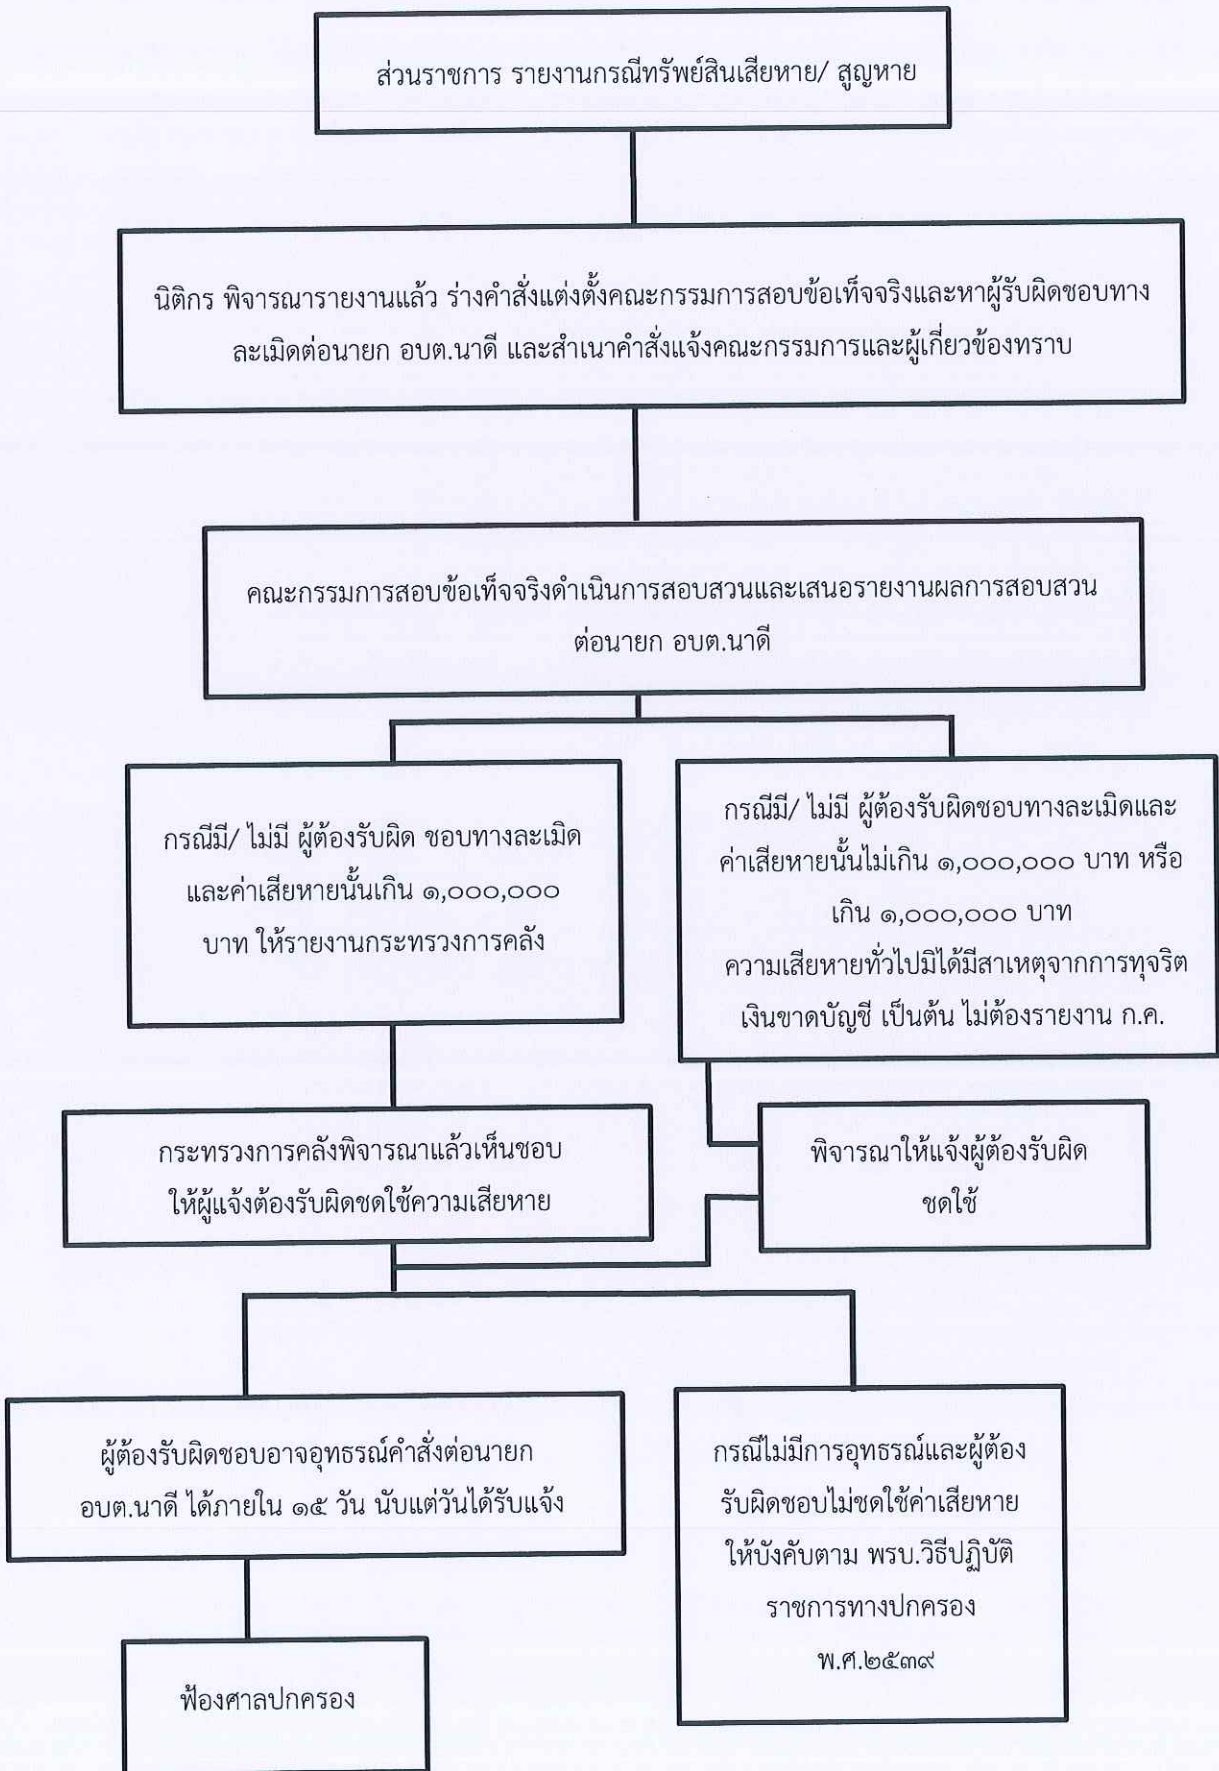 ส่วนราชการ รายงานกรณีทรัพย์สินเสียหาย/ สูญหาย
นิติกร พิจารณารายงานแล้ว ร่างคำสั่งแต่งตั้งคณะกรรมการสอบข้อเท็จจริงและหาผู้รับผิดชอบทาง
ละเมิดต่อนายก อบต.นาดี และสำเนาคำสั่งแจ้งคณะกรรมการและผู้เกี่ยวข้องทราบ
คณะกรรมการสอบข้อเท็จจริงดำเนินการสอบสวนและเสนอรายงานผลการสอบสวน
ต่อนายก อบต.นาดี
กรณีมี/ ไม่มี ผู้ต้องรับผิด ชอบทางละเมิด
และค่าเสียหายนั้นเกิน ๑,๐๐๐,๐๐๐
บาท ให้รายงานกระทรวงการคลัง
กรณีมี/ ไม่มี ผู้ต้องรับผิดชอบทางละเมิดและ
ค่าเสียหายนั้นไม่เกิน ๑,๐๐๐,๐๐๐ บาท หรือ
เกิน ๑,๐๐๐,๐๐๐ บาท
ความเสียหายทั่วไปมิได้มีสาเหตุจากการทุจริต
เงินขาดบัญชี เป็นต้น ไม่ต้องรายงาน ก.ค.
กระทรวงการคลังพิจารณาแล้วเห็นชอบ
ให้ผู้แจ้งต้องรับผิดชดใช้ความเสียหาย
พิจารณาให้แจ้งผู้ต้องรับผิด
ชดใช้
ผู้ต้องรับผิดชอบอาจอุทธรณ์คำสั่งต่อนายก
อบต.นาดี ได้ภายใน ๑๕ วัน นับแต่วันได้รับแจ้ง
กรณีไม่มีการอุทธรณ์และผู้ต้อง
รับผิดชอบไม่ชดใช้ค่าเสียหาย
ให้บังคับตาม พรบ.วิธีปฏิบัติ
ราชการทางปกครอง
พ.ศ.๒๕๓๙
ฟ้องศาลปกครอง